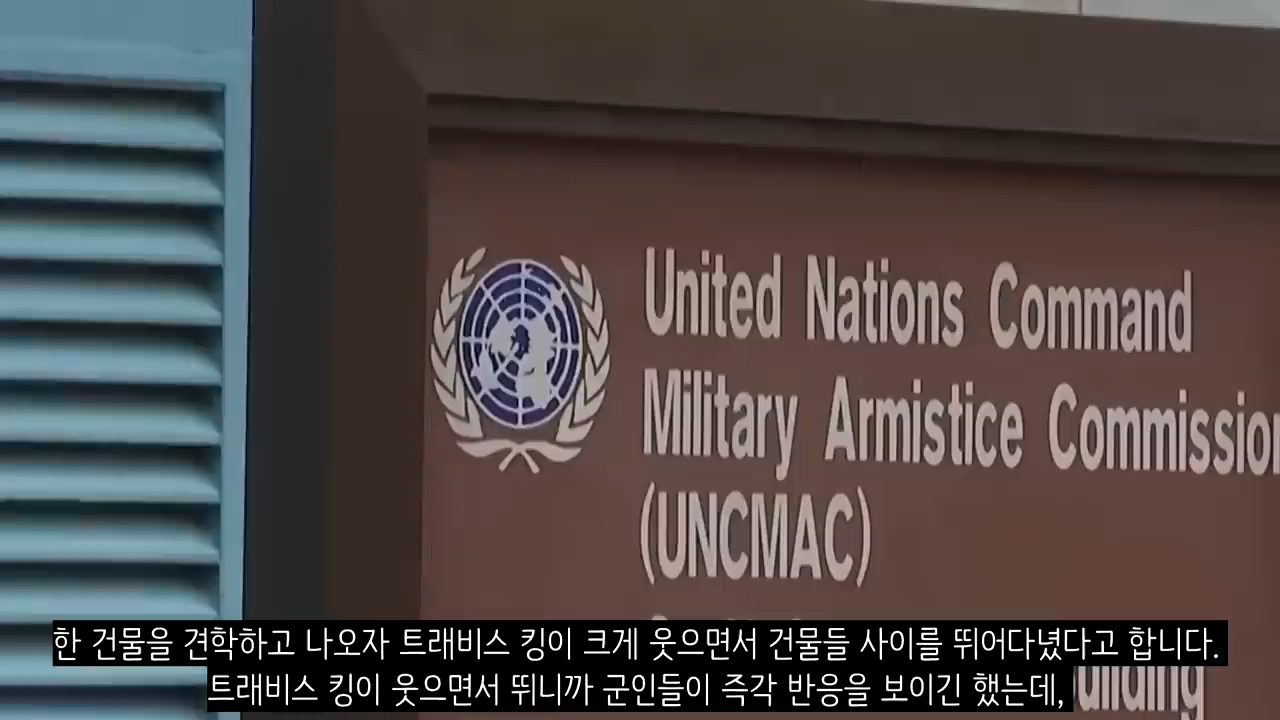 United Nations Command
Military Armistice Commission
(UNCMAC)
한 건물을 견학하고 나오자 트래비스 킹이 크게 웃으면서 건물들 사이를 뛰어다녔다고 합니다.
트래비스 킹이 웃으면서 뛰니까 군인들이 즉각 반응을 보이긴 했는데,